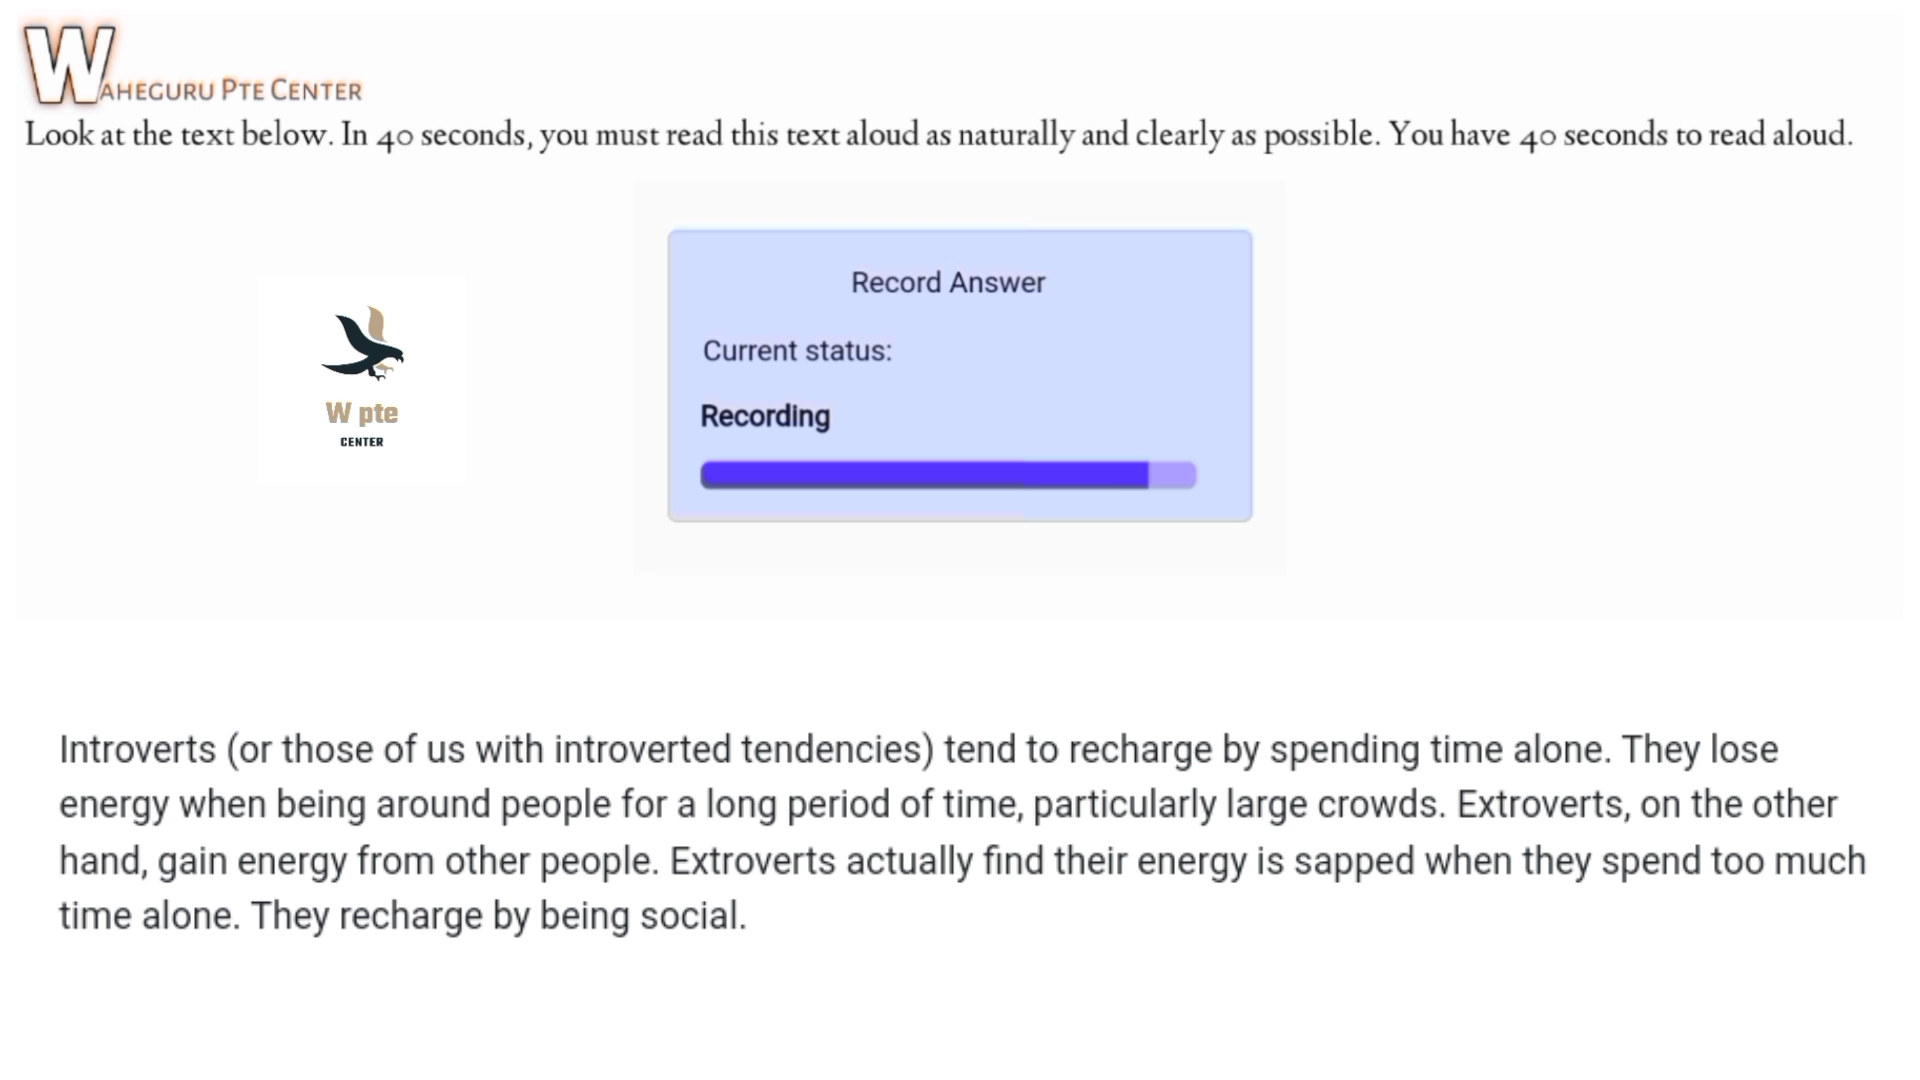 WAHEGURU PTE CENTER
Look at the text below. In 40 seconds, you must read this text aloud as naturally and clearly as possible. You have 40 seconds to read aloud.
Record Answer
Current status:
Recording
W pte
CENTER
Introverts (or those of us with introverted tendencies) tend to recharge by spending time alone. They lose
energy when being around people for a long period of time, particularly large crowds. Extroverts, on the other
hand, gain energy from other people. Extroverts actually find their energy is sapped when they spend too much
time alone. They recharge by being social.